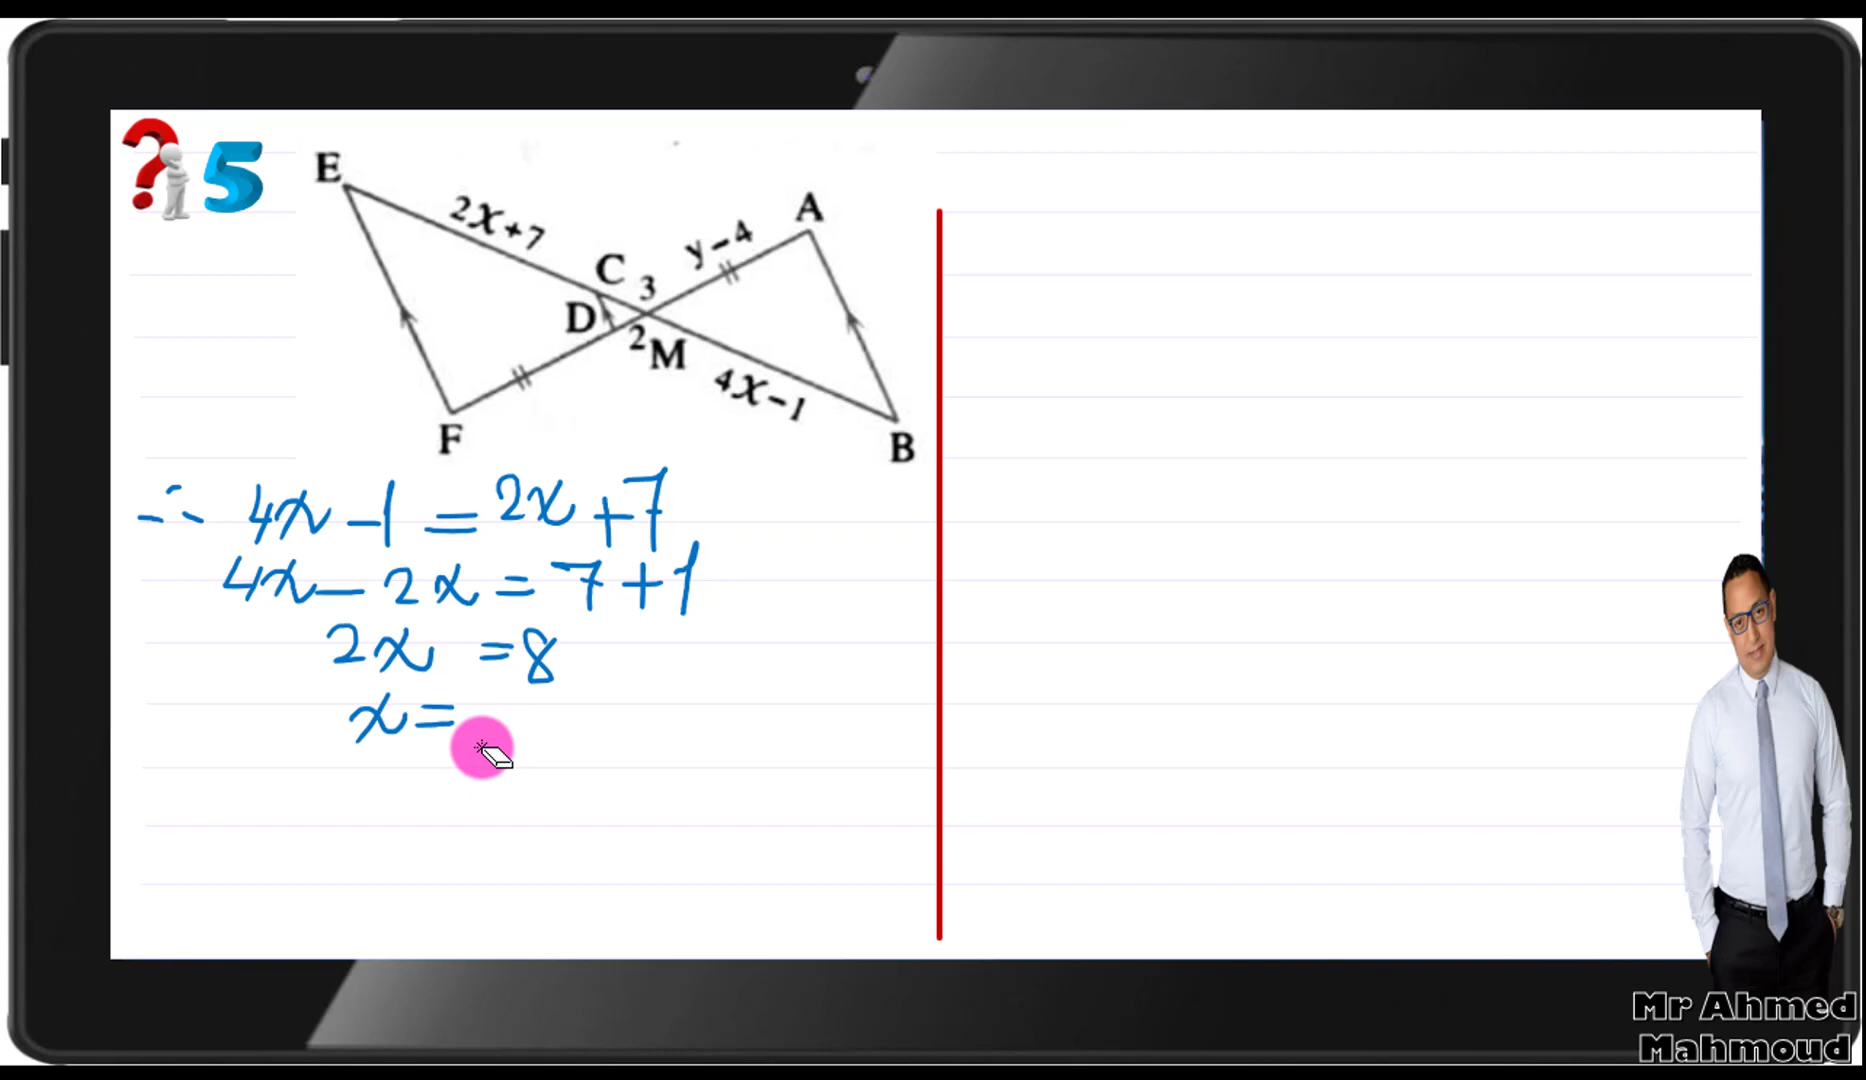 ? 5
E
2x+7
A
y-4
C 3
D
2 M
4x-1
F
B
∴ 4x - 1 = 2x + 7
4x - 2x = 7 + 1
2x = 8
x =
Mr Ahmed
Mahmoud